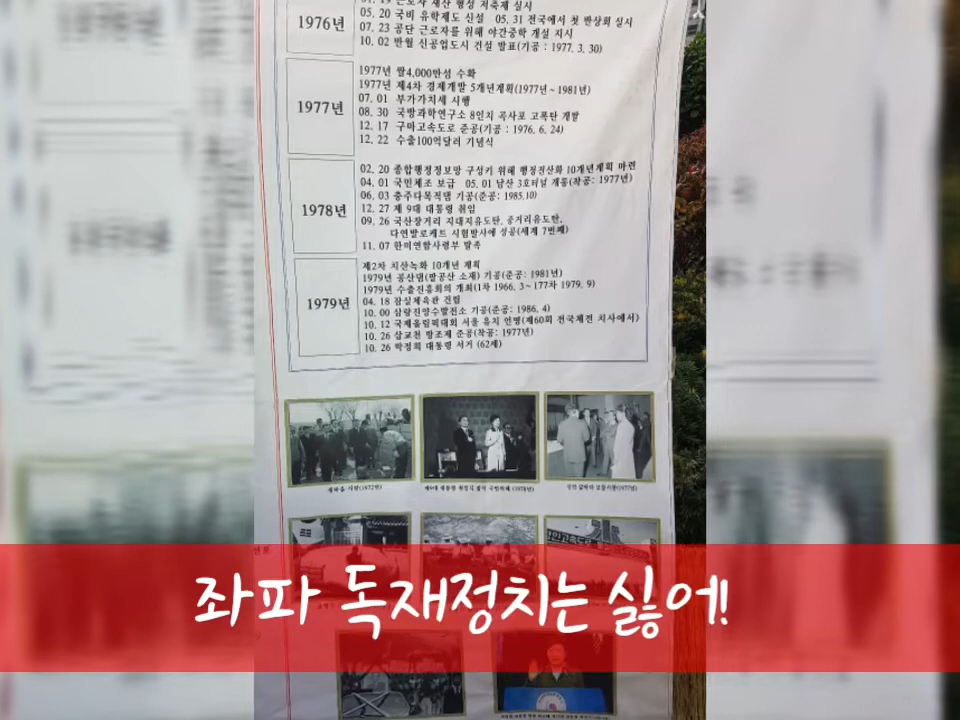 01. 19 근로자 재산 형성 저축제 실시
1976년
05. 20 국비 유학제도 신설 05. 31 전국에서 첫 반상회 실시
07. 23 공단 근로자를 위해 야간중학 개설 지시
10. 02 반월 신공업도시 건설 발표(기공 : 1977. 3. 30)
1977년
1977년 쌀4,000만섬 수확
1977년 제4차 경제개발 5개년계획(1977년~1981년)
07. 01 부가가치세 시행
08. 30 국방과학연구소 8인치 곡사포 고폭탄 개발
12. 17 구마고속도로 준공(기공 : 1976. 6. 24)
12. 22 수출100억달러 기념식
1978년
02. 20 종합행정정보망 구성키 위해 행정전산화 10개년계획 마련
04. 01 국민체조 보급 05. 01 남산 3호터널 개통(착공: 1977년)
06. 03 충주다목적댐 기공(준공: 1985.10)
12. 27 제 9대 대통령 취임
09. 26 국산장거리 지대지유도탄, 중거리유도탄,
다연발로케트 시험발사에 성공(세계 7번째)
11. 07 한미연합사령부 발족
1979년
제2차 치산녹화 10개년 계획
1979년 공산댐(팔공산 소재) 기공(준공: 1981년)
1979년 수출진흥회의 개최(1차 1966. 3~177차 1979. 9)
04. 18 잠실체육관 건립
10. 00 삼랑진양수발전소 기공(준공: 1986. 4)
10. 12 국제올림픽대회 서울 유치 언명(제60회 전국체전 치사에서)
10. 26 삽교천 방조제 준공(착공: 1977년)
10. 26 박정희 대통령 서거 (62세)
좌파 독재정치는 싫어!